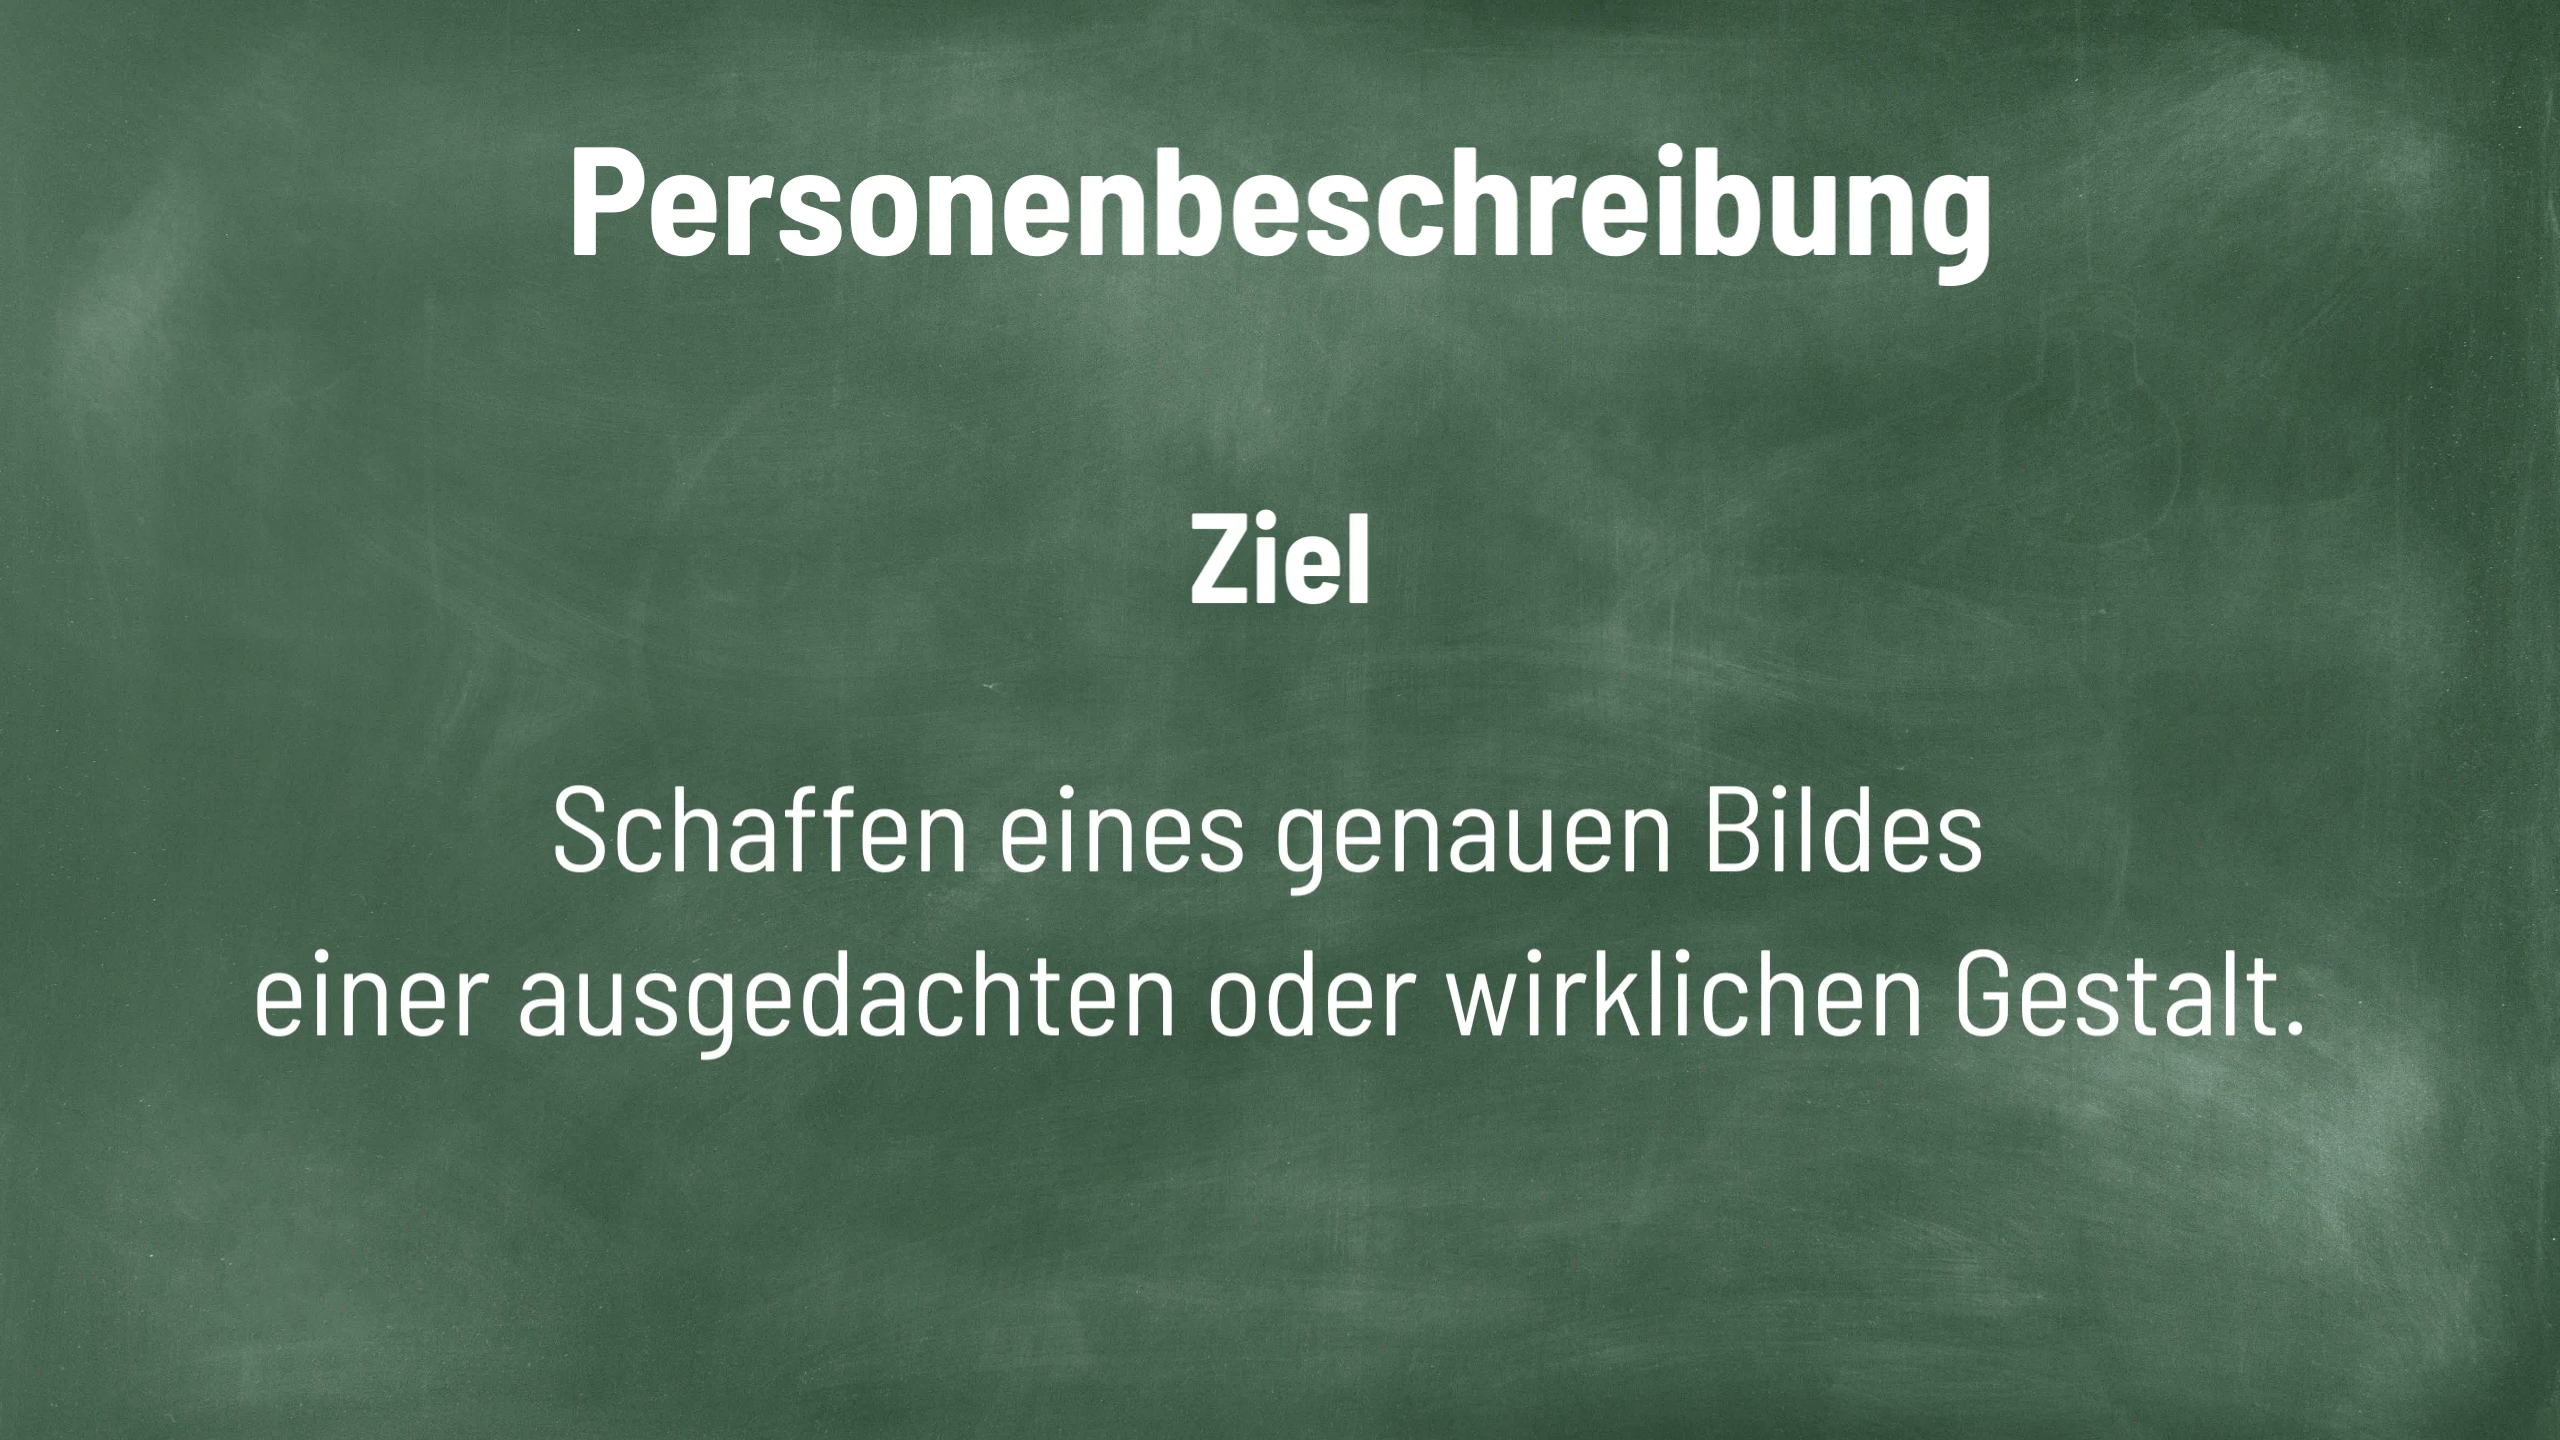 Personenbeschreibung
Ziel
Schaffen eines genauen Bildes
einer ausgedachten oder wirklichen Gestalt.